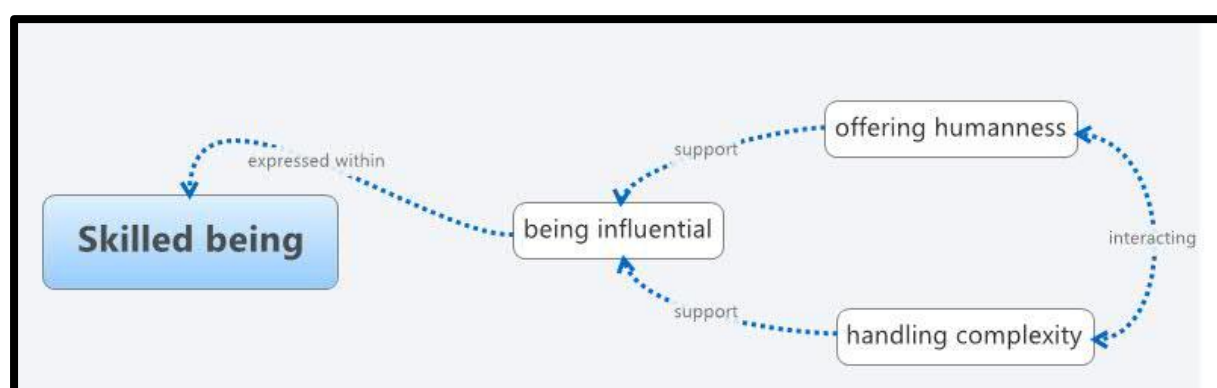 offering humanness
support
expressed within
Skilled being
being influential
interacting
support
handling complexity